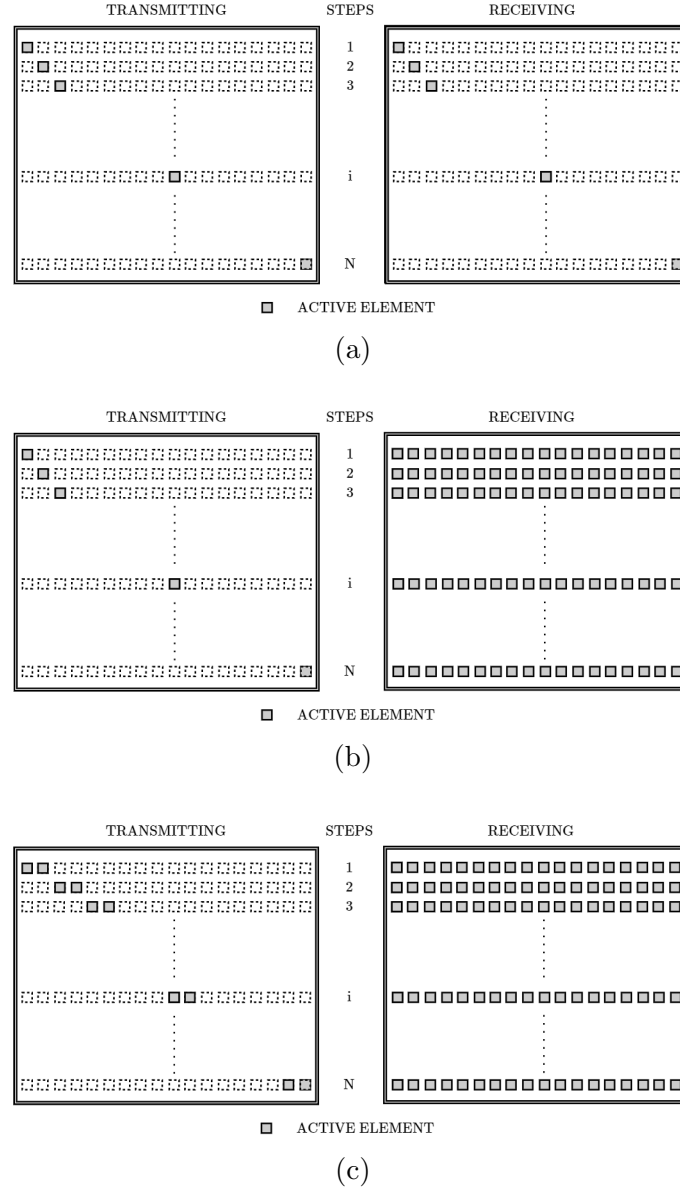 TRANSMITTING STEPS RECEIVING
1
2
3
i
N
ACTIVE ELEMENT
(a)
TRANSMITTING STEPS RECEIVING
1
2
3
i
N
ACTIVE ELEMENT
(b)
TRANSMITTING STEPS RECEIVING
1
2
3
i
N
ACTIVE ELEMENT
(c)